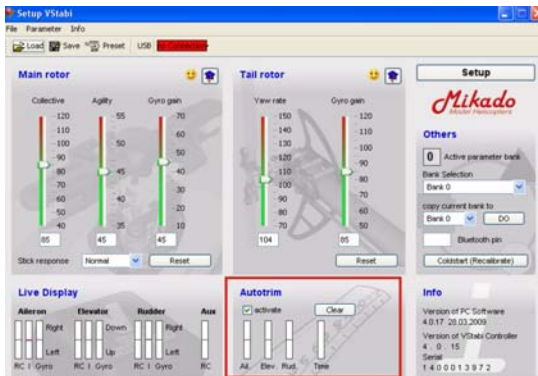 Setup VStabi
File Parameter Info
Load Save Preset USB
Main rotor
Collective Agility Gyro gain
120
110
100
90
80
70
60
50
40
55
50
45
40
35
70
60
50
40
30
20
10
85 45 45
Stick response Normal Reset
Tail rotor
Yaw rate Gyro gain
150
140
130
120
110
100
90
80
70
120
110
100
90
80
70
60
50
104 85
Reset
Setup
Mikado
Model Helicopters
Others
0 Active parameter bank
Bank Selection
Bank 0
copy current bank to
Bank 0 DO
Bluetooth pin
Coldstart (Recalibrate)
Live Display
Aileron Elevator Rudder Aux
Right Down Right
Left Up Left
RC I Gyro RC I Gyro RC I Gyro RC
Autotrim
activate Clear
Ail. Elev. Rud. Time
Info
Version of PC Software
4.0.17 28.03.2009
Version of VStabi Controller
4 . 0 . 15
Serial
1 4 0 0 0 1 3 9 7 2